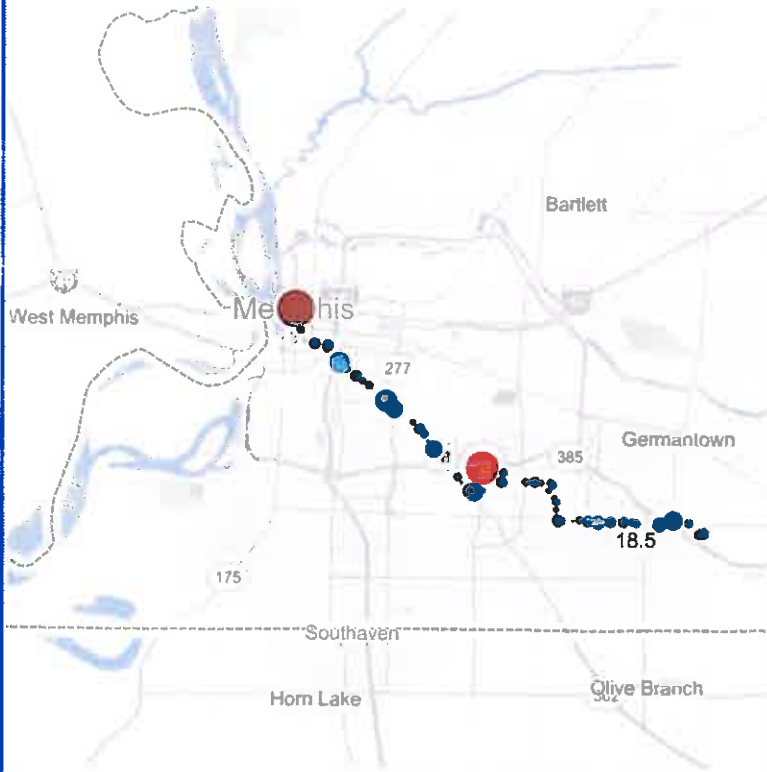 Bartlett
West Memphis
Memphis
277
Germantown
385
18.5
175
Southaven
Horn Lake
Olive Branch